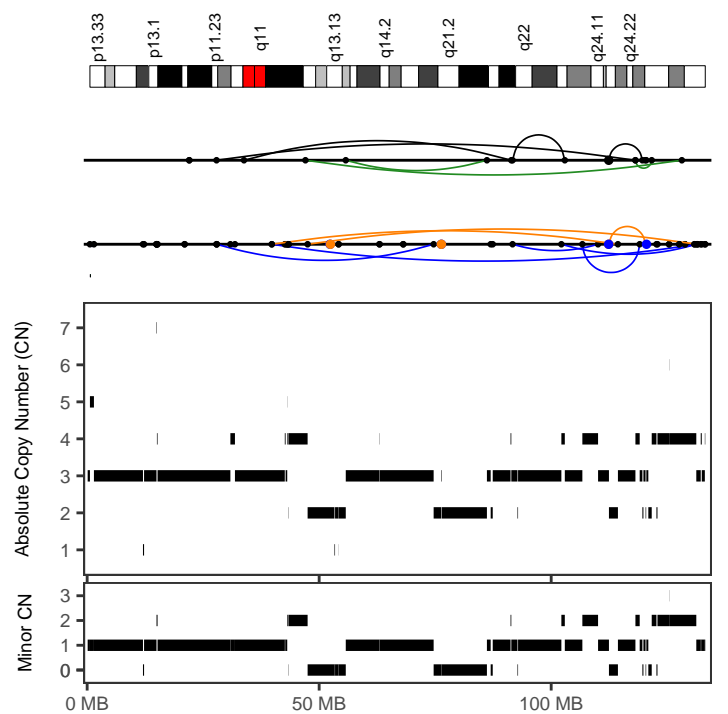 p13.33
p13.1
p11.23
q11
q13.13
q14.2
q21.2
q22
q24.11
q24.22
Absolute Copy Number (CN)
7
6
5
4
3
2
1
Minor CN
3
2
1
0
0 MB
50 MB
100 MB